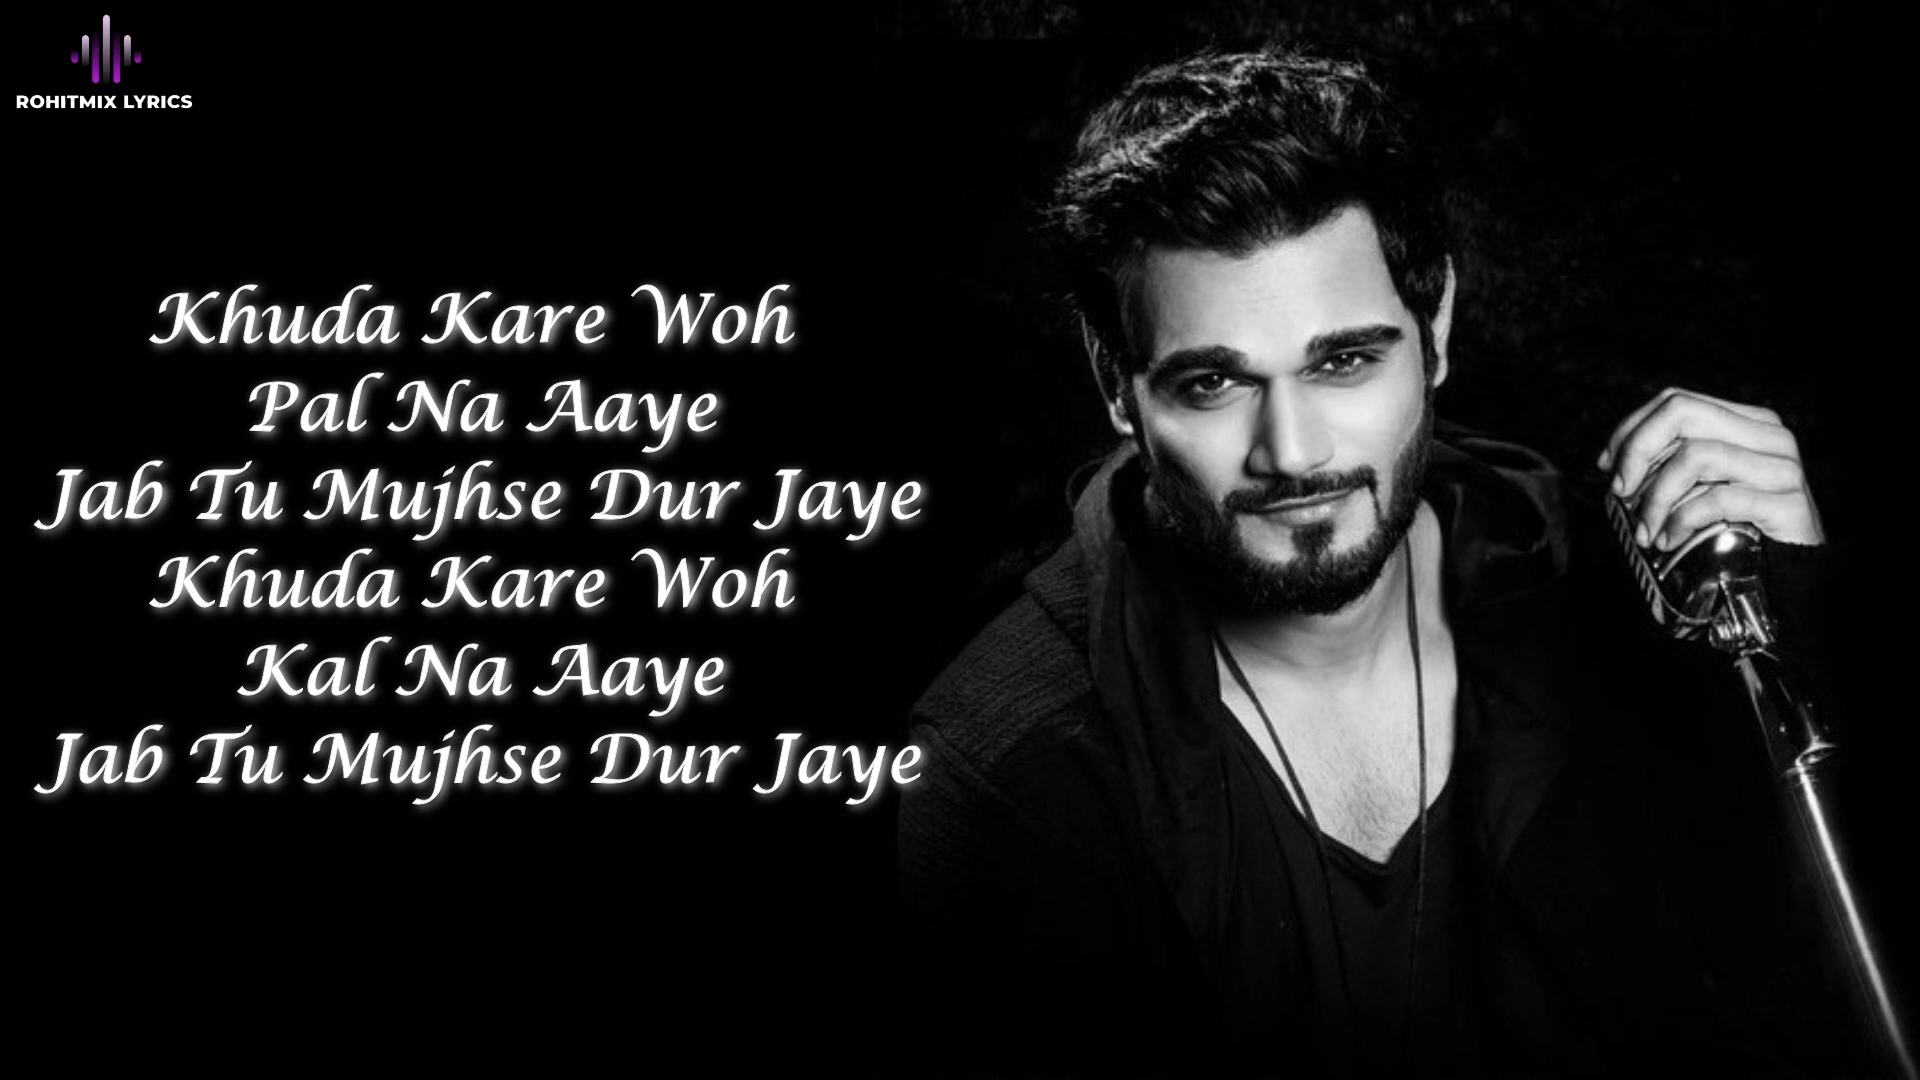 ROHITMIX LYRICS
Khuda Kare Woh
Pal Na Aaye
Jab Tu Mujhse Dur Jaye
Khuda Kare Woh
Kal Na Aaye
Jab Tu Mujhse Dur Jaye